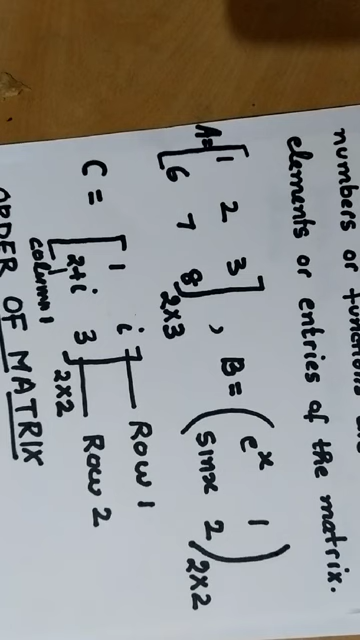 numbers or functions
elements or entries of the matrix.
A = [ 1 2 3
6 7 8 ] 2x3 , B = ( e^x 1
sinx 2 ) 2x2
C = [ 1 i ] — Row 1
[ 2+i 3 ] — Row 2
column 1 2x2
ORDER OF MATRIX